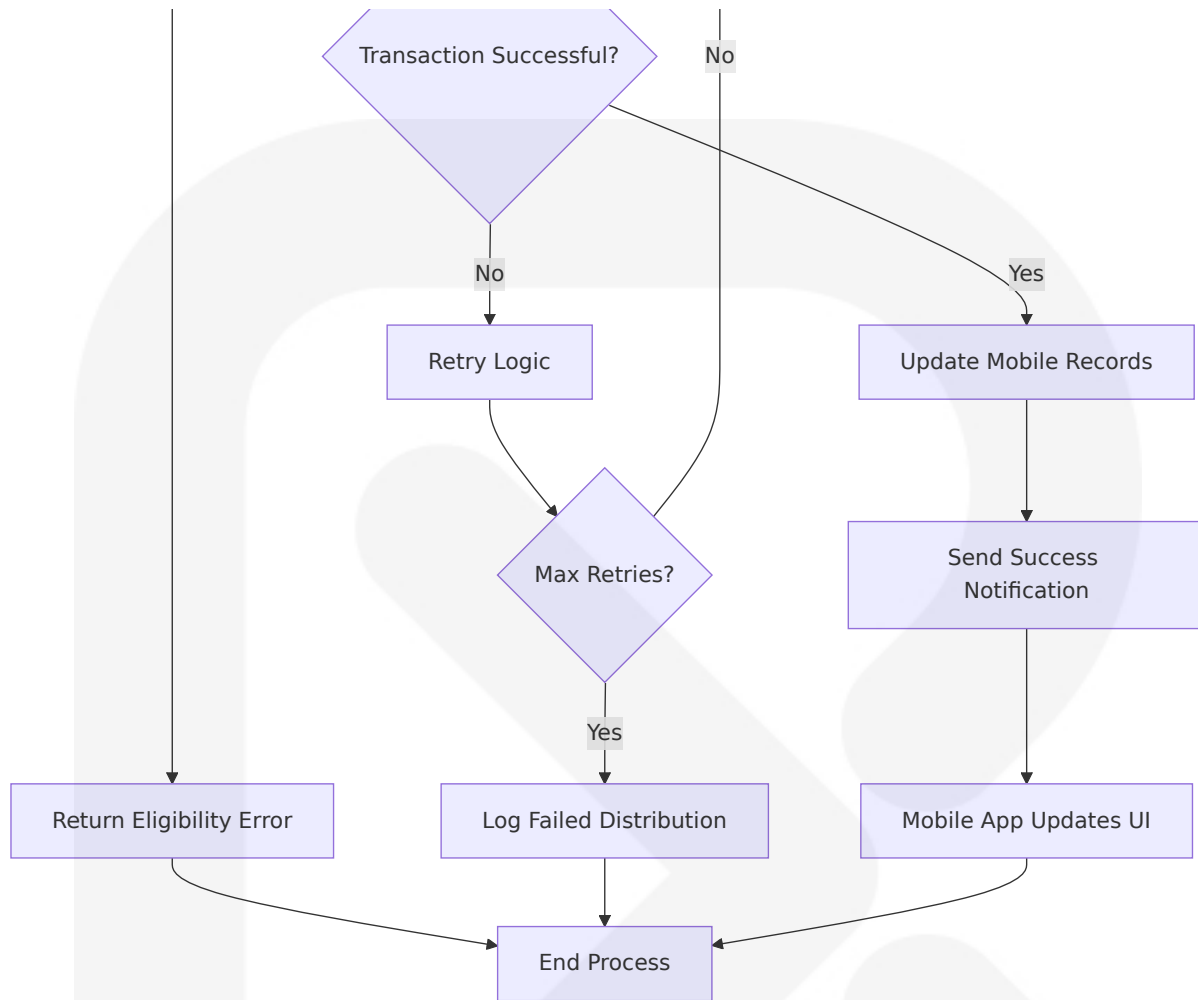 Transaction Successful?
No
No
Yes
Retry Logic
Update Mobile Records
Send Success
Notification
Max Retries?
Yes
Return Eligibility Error
Log Failed Distribution
Mobile App Updates UI
End Process